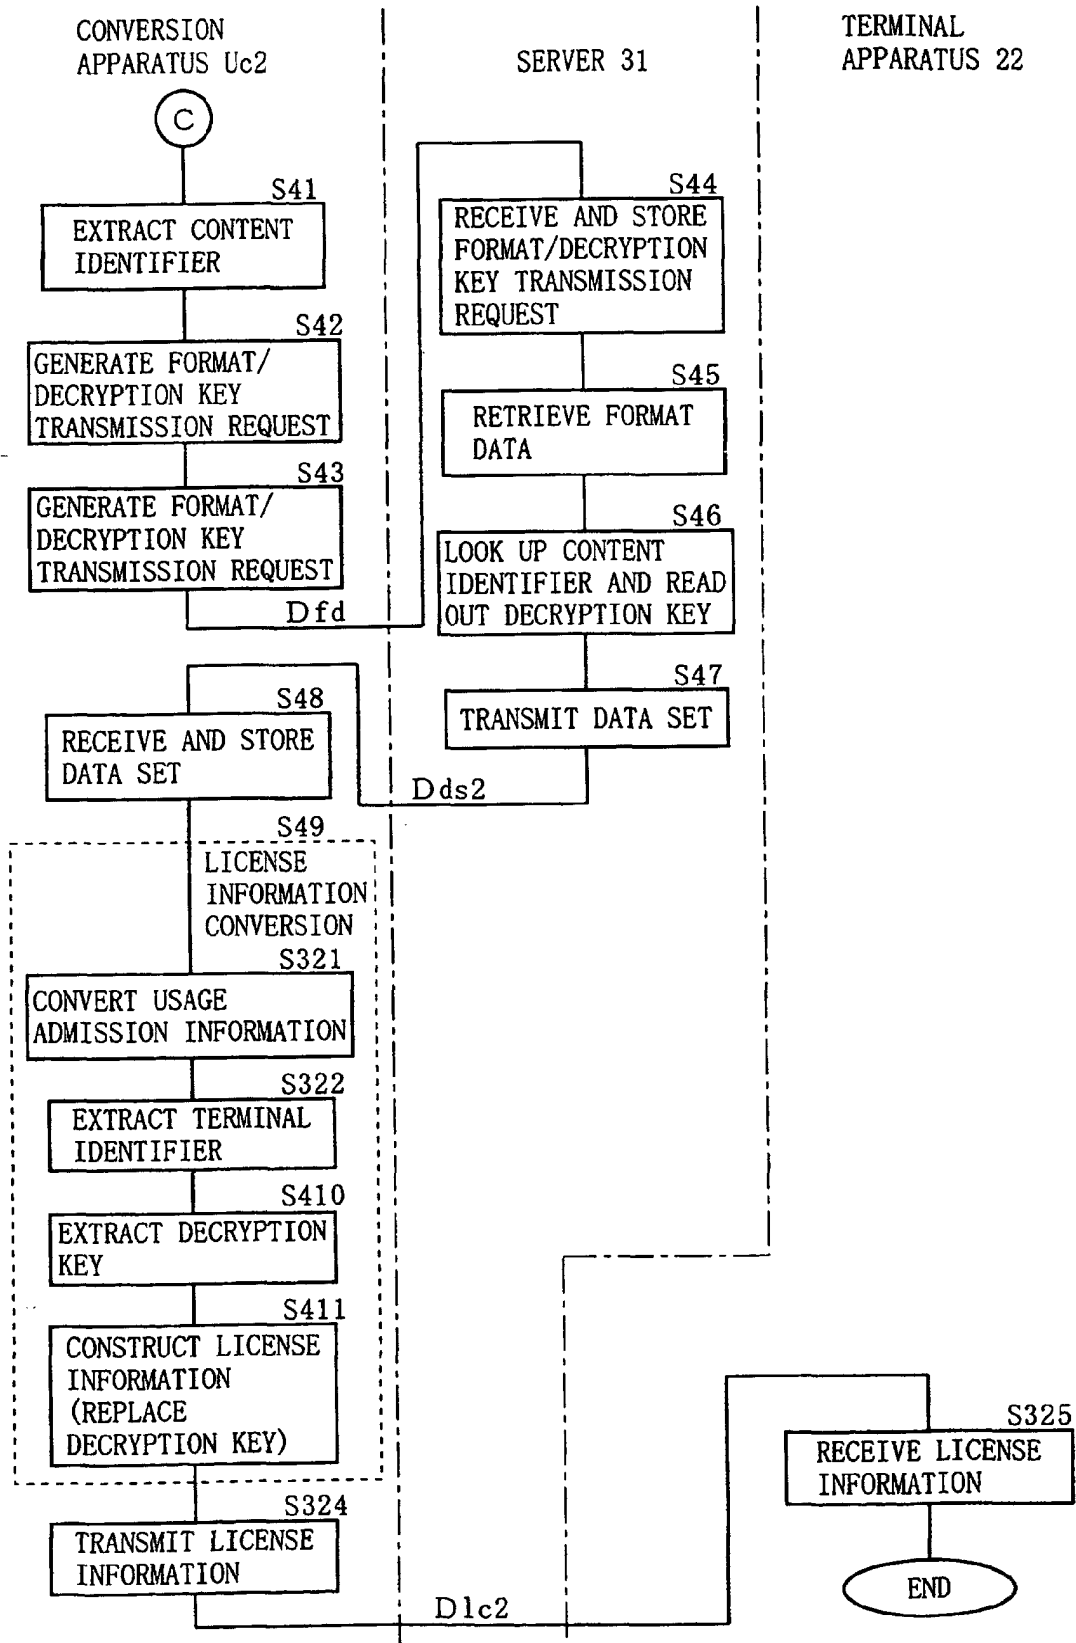 CONVERSION
APPARATUS Uc2
SERVER 31
TERMINAL
APPARATUS 22
C
S41
EXTRACT CONTENT
IDENTIFIER
S42
GENERATE FORMAT/
DECRYPTION KEY
TRANSMISSION REQUEST
S43
GENERATE FORMAT/
DECRYPTION KEY
TRANSMISSION REQUEST
Dfd
S44
RECEIVE AND STORE
FORMAT/DECRYPTION
KEY TRANSMISSION
REQUEST
S45
RETRIEVE FORMAT
DATA
S46
LOOK UP CONTENT
IDENTIFIER AND READ
OUT DECRYPTION KEY
S47
TRANSMIT DATA SET
Dds2
S48
RECEIVE AND STORE
DATA SET
S49
LICENSE
INFORMATION
CONVERSION
S321
CONVERT USAGE
ADMISSION INFORMATION
S322
EXTRACT TERMINAL
IDENTIFIER
S410
EXTRACT DECRYPTION
KEY
S411
CONSTRUCT LICENSE
INFORMATION
(REPLACE
DECRYPTION KEY)
S324
TRANSMIT LICENSE
INFORMATION
Dlc2
S325
RECEIVE LICENSE
INFORMATION
END